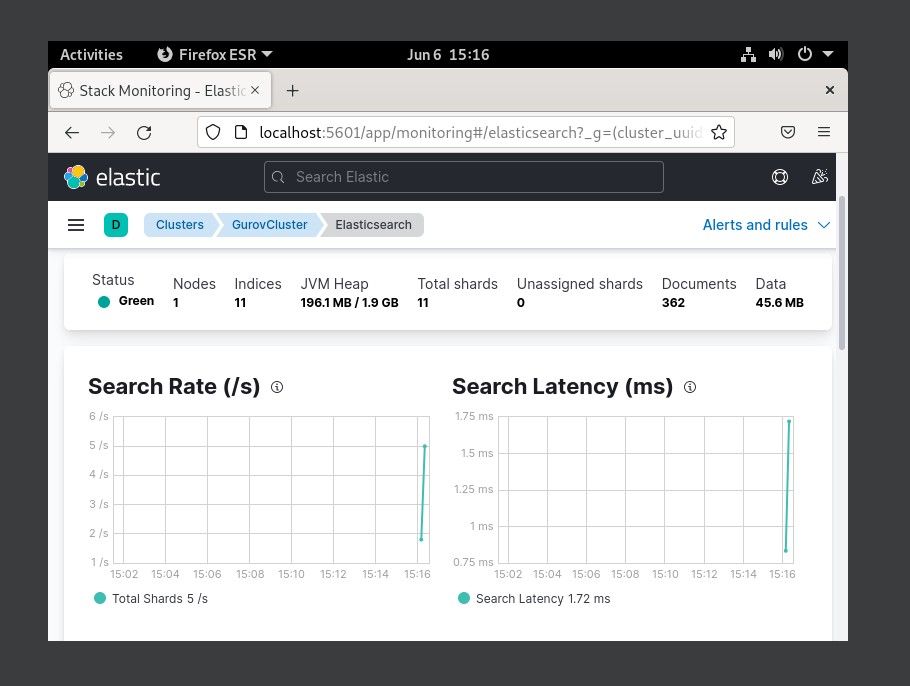 Activities Firefox ESR Jun 6 15:16
Stack Monitoring - Elastic
localhost:5601/app/monitoring#/elasticsearch?_g=(cluster_uuid
elastic Search Elastic
D Clusters GurovCluster Elasticsearch Alerts and rules
Status Nodes Indices JVM Heap Total shards Unassigned shards Documents Data
Green 1 11 196.1 MB / 1.9 GB 11 0 362 45.6 MB
Search Rate (/s) Search Latency (ms)
6 /s 1.75 ms
5 /s 1.5 ms
4 /s 1.25 ms
3 /s
2 /s 1 ms
1 /s 0.75 ms
15:02 15:04 15:06 15:08 15:10 15:12 15:14 15:16 15:02 15:04 15:06 15:08 15:10 15:12 15:14 15:16
Total Shards 5 /s Search Latency 1.72 ms